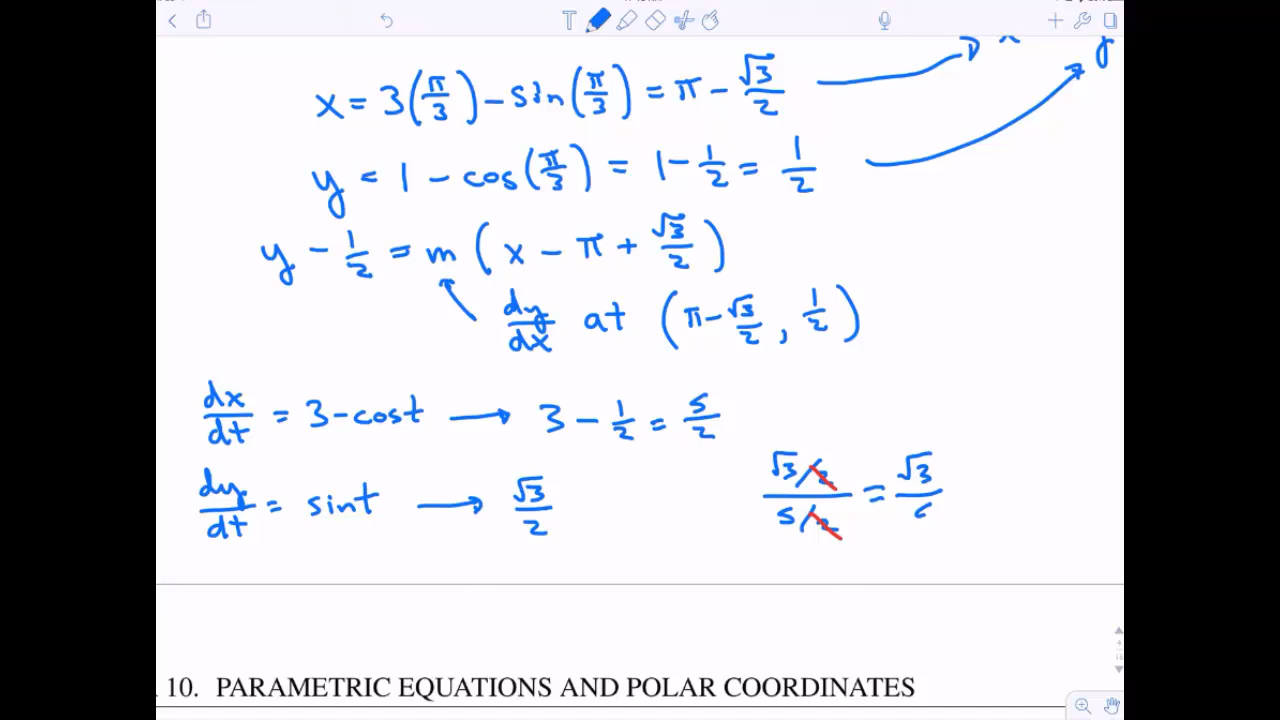 x = 3(π/3) - sin(π/3) = π - √3/2
y = 1 - cos(π/3) = 1 - 1/2 = 1/2
y - 1/2 = m (x - π + √3/2)
dy/dx at (π - √3/2, 1/2)
dx/dt = 3 - cost → 3 - 1/2 = 5/2
dy/dt = sint → √3/2
√3/2 / 5/2 = √3/
10. PARAMETRIC EQUATIONS AND POLAR COORDINATES